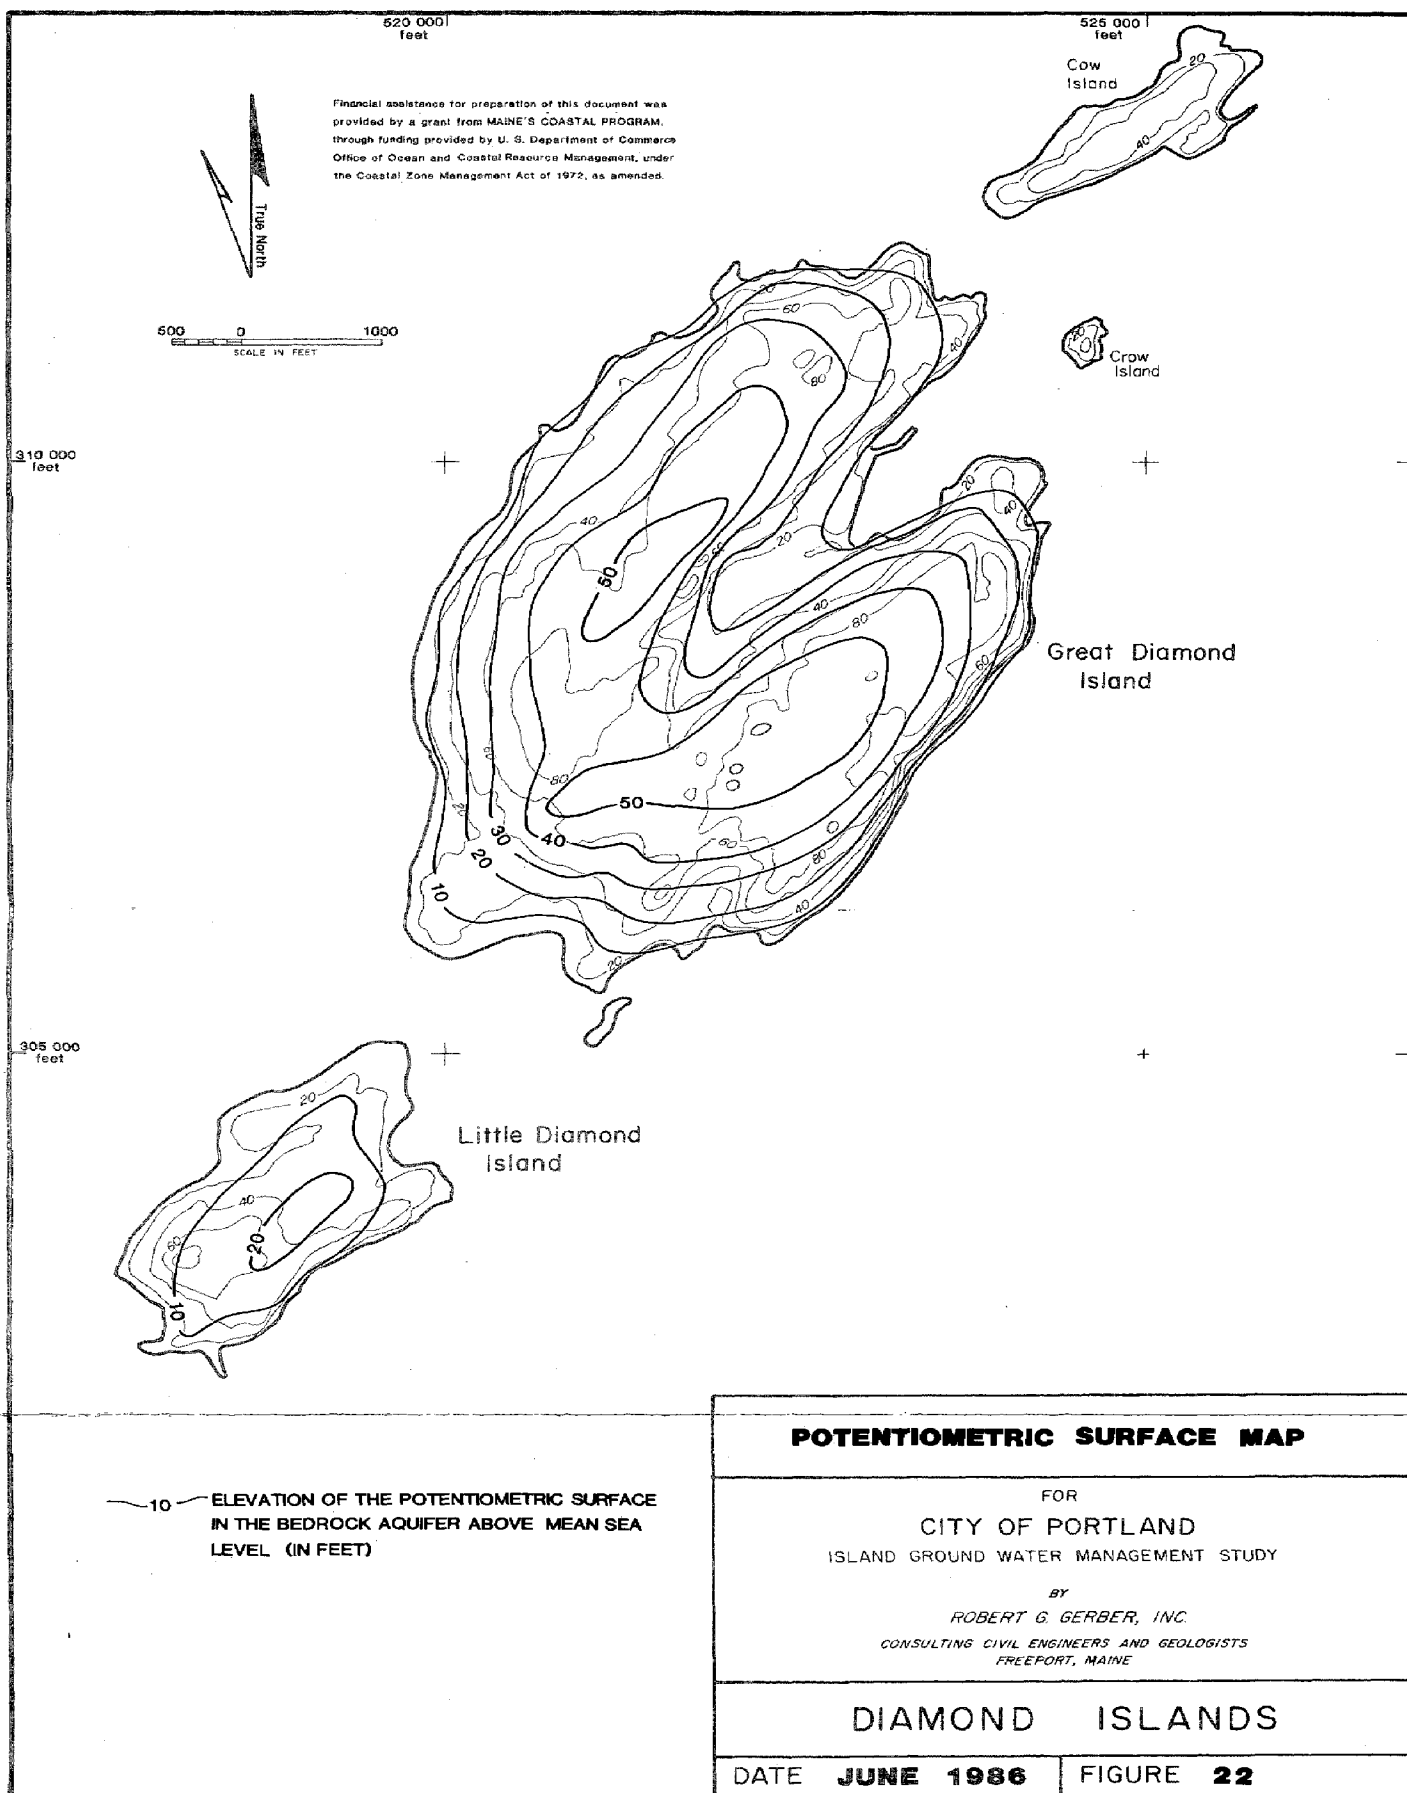 520 000
feet
525 000
feet
Cow
Island
20
40
Financial assistance for preparation of this document was
provided by a grant from MAINE'S COASTAL PROGRAM,
through funding provided by U. S. Department of Commerce
Office of Ocean and Coastal Resource Management, under
the Coastal Zone Management Act of 1972, as amended.
True North
500 0 1000
SCALE IN FEET
60
40
80
Crow
Island
310 000
feet
20
40
40
20
50
40
80
Great Diamond
Island
60
80
50
20
30
40
20
60
80
10
40
20
305 000
feet
20
Little Diamond
Island
40
20
60
10
POTENTIOMETRIC SURFACE MAP
10 ELEVATION OF THE POTENTIOMETRIC SURFACE
IN THE BEDROCK AQUIFER ABOVE MEAN SEA
LEVEL (IN FEET)
FOR
CITY OF PORTLAND
ISLAND GROUND WATER MANAGEMENT STUDY
BY
ROBERT G. GERBER, INC.
CONSULTING CIVIL ENGINEERS AND GEOLOGISTS
FREEPORT, MAINE
DIAMOND ISLANDS
DATE JUNE 1986 FIGURE 22